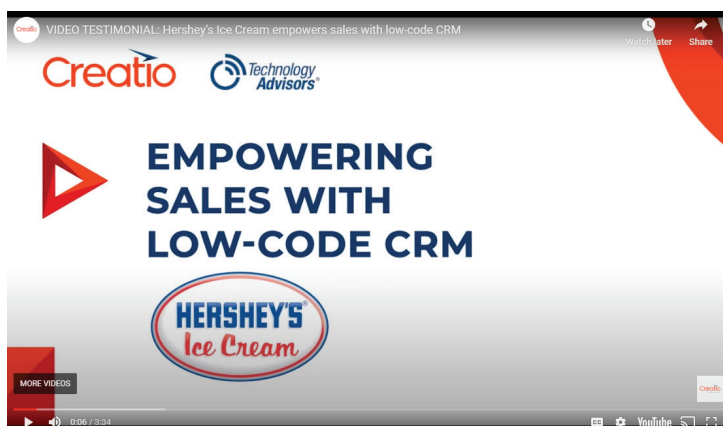 Creatio
VIDEO TESTIMONIAL: Hershey's Ice Cream empowers sales with low-code CRM
Watch later
Share
Creatio
Technology
Advisors®
EMPOWERING
SALES WITH
LOW-CODE CRM
HERSHEY'S®
Ice Cream
MORE VIDEOS
Creatio
0:06 / 3:34
CC
YouTube